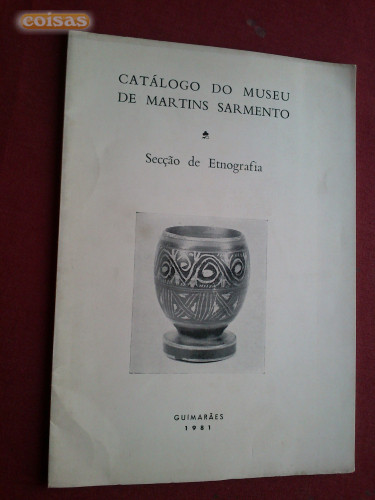 coisas
CATÁLOGO DO MUSEU
DE MARTINS SARMENTO
Secção de Etnografia
GUIMARÃES
1981